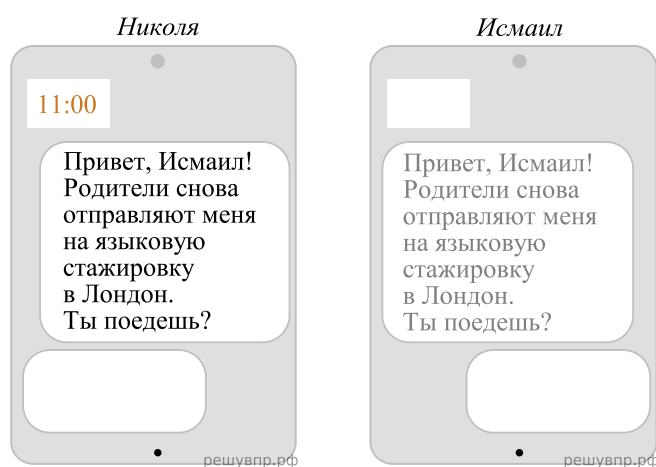 Николя
11:00
Привет, Исмаил!
Родители снова
отправляют меня
на языковую
стажировку
в Лондон.
Ты поедешь?
решувпр.рф
Исмаил
Привет, Исмаил!
Родители снова
отправляют меня
на языковую
стажировку
в Лондон.
Ты поедешь?
решувпр.рф